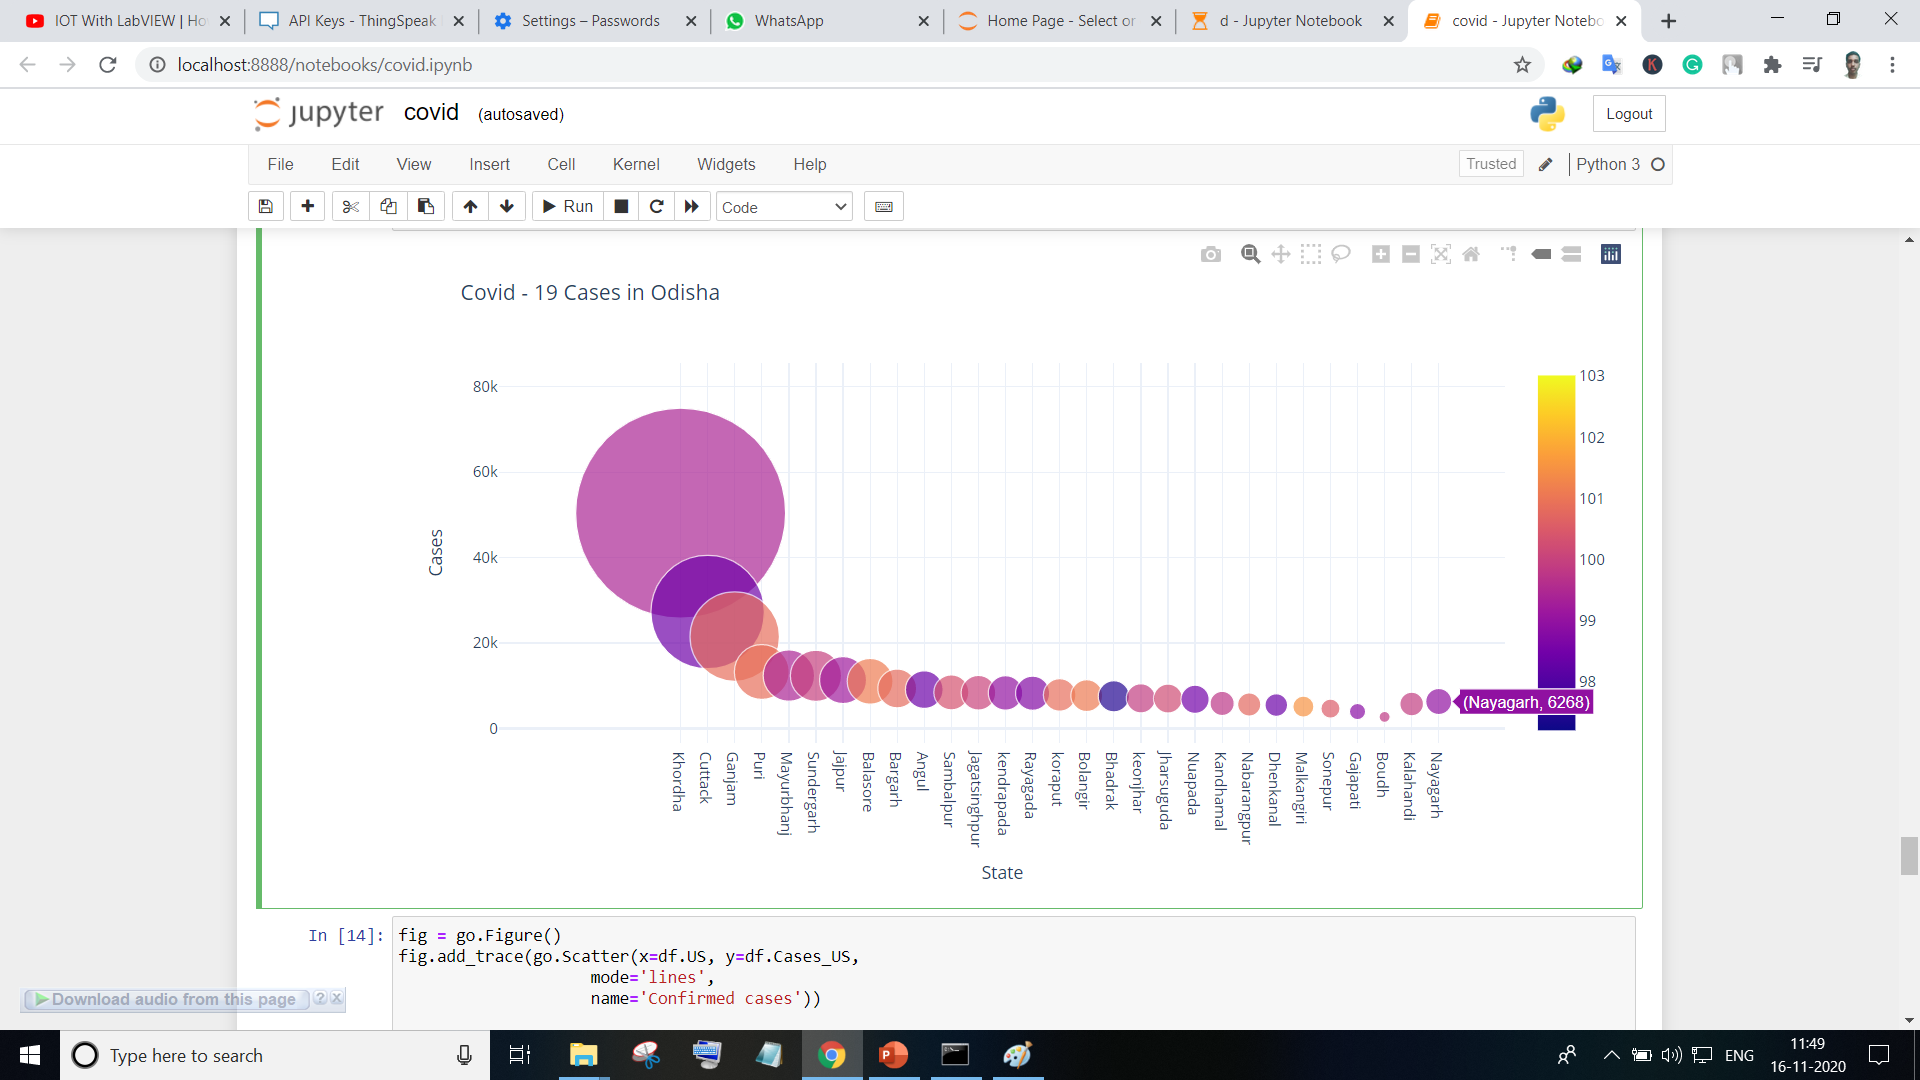 IOT With LabVIEW | Ho
API Keys - ThingSpeak
Settings – Passwords
WhatsApp
Home Page - Select or
d - Jupyter Notebook
covid - Jupyter Notebo
localhost:8888/notebooks/covid.ipynb
jupyter covid (autosaved)
Logout
File Edit View Insert Cell Kernel Widgets Help
Trusted
Python 3
Run
Code
Covid - 19 Cases in Odisha
80k
60k
40k
20k
0
Cases
Khordha
Cuttack
Ganjam
Puri
Mayurbhanj
Sundergarh
Jajpur
Balasore
Bargarh
Angul
Sambalpur
Jagatsinghpur
kendrapada
Rayagada
koraput
Bolangir
Bhadrak
keonjhar
Jharsuguda
Nuapada
Kandhamal
Nabarangpur
Dhenkanal
Malkangiri
Sonepur
Gajapati
Boudh
Kalahandi
Nayagarh
State
103
102
101
100
99
98
(Nayagarh, 6268)
In [14]:
fig = go.Figure()
fig.add_trace(go.Scatter(x=df.US, y=df.Cases_US,
mode='lines',
name='Confirmed cases'))
Download audio from this page ? X
Type here to search
ENG
11:49
16-11-2020